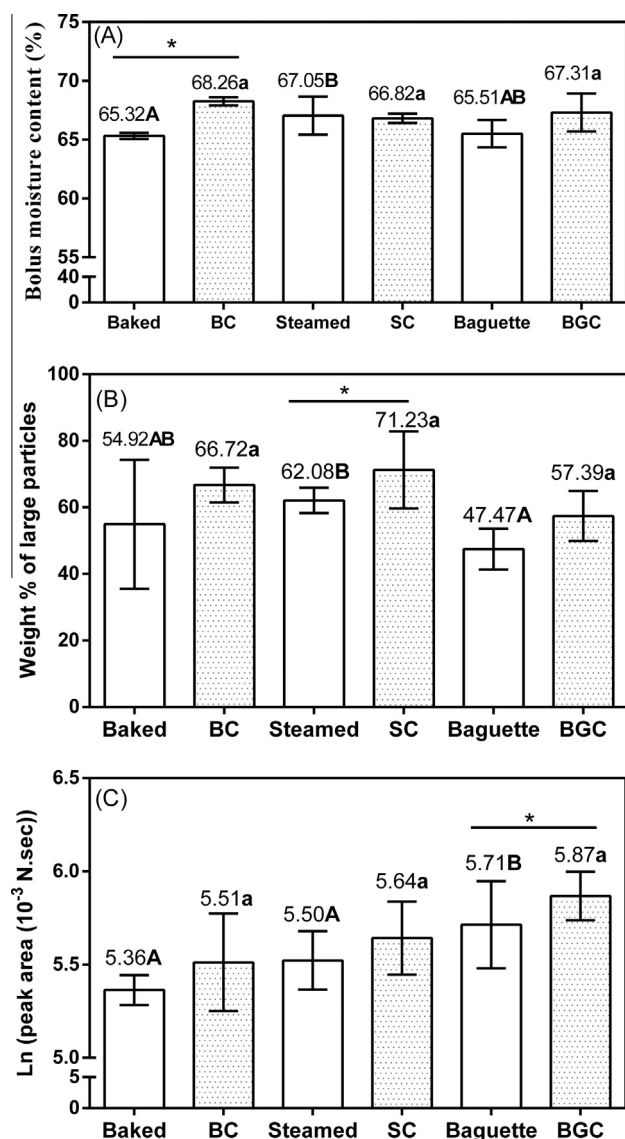 (A)
Bolus moisture content (%)
75
70
65
60
55
40
0
*
65.32A
68.26a
67.05B
66.82a
65.51AB
67.31a
Baked BC Steamed SC Baguette BGC
(B)
Weight % of large particles
100
80
60
40
20
0
*
54.92AB
66.72a
62.08B
71.23a
47.47A
57.39a
Baked BC Steamed SC Baguette BGC
(C)
Ln (peak area (10⁻³ N.sec))
6.5
6.0
5.5
5.0
5
0
*
5.36A
5.51a
5.50A
5.64a
5.71B
5.87a
Baked BC Steamed SC Baguette BGC